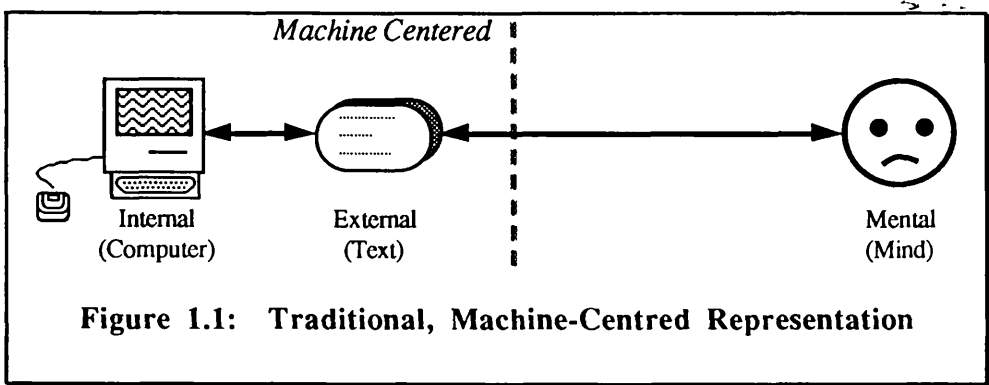 Machine Centered
Internal External Mental
(Computer) (Text) (Mind)
Figure 1.1: Traditional, Machine-Centred Representation